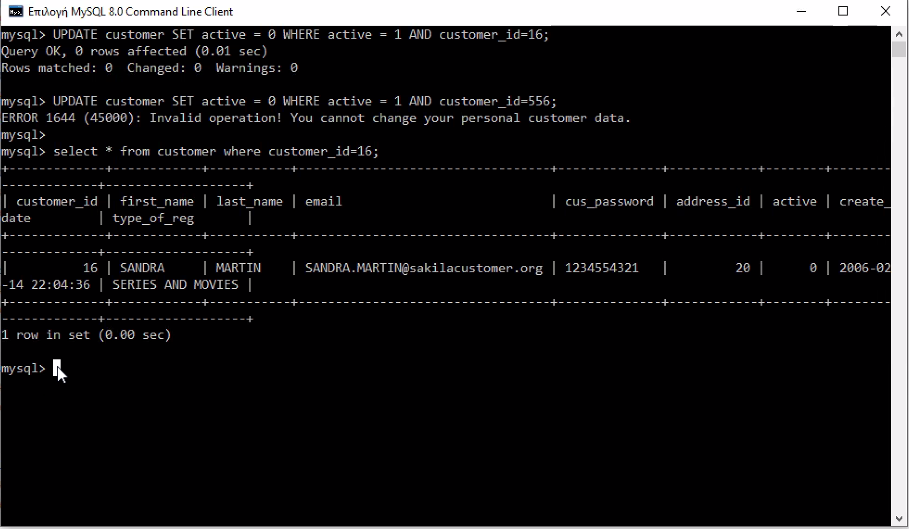 Επιλογή MySQL 8.0 Command Line Client
mysql> UPDATE customer SET active = 0 WHERE active = 1 AND customer_id=16;
Query OK, 0 rows affected (0.01 sec)
Rows matched: 0  Changed: 0  Warnings: 0
mysql> UPDATE customer SET active = 0 WHERE active = 1 AND customer_id=556;
ERROR 1644 (45000): Invalid operation! You cannot change your personal customer data.
mysql>
mysql> select * from customer where customer_id=16;
+-------------+------------+-----------+--------------------------------+--------------+------------+--------+--------
-------------+-------------------+
| customer_id | first_name | last_name | email                          | cus_password | address_id | active | create_
date         | type_of_reg       |
+-------------+------------+-----------+--------------------------------+--------------+------------+--------+--------
-------------+-------------------+
|          16 | SANDRA     | MARTIN    | SANDRA.MARTIN@sakilacustomer.org | 1234554321   |         20 |      0 | 2006-02
-14 22:04:36 | SERIES AND MOVIES |
+-------------+------------+-----------+--------------------------------+--------------+------------+--------+--------
-------------+-------------------+
1 row in set (0.00 sec)
mysql>